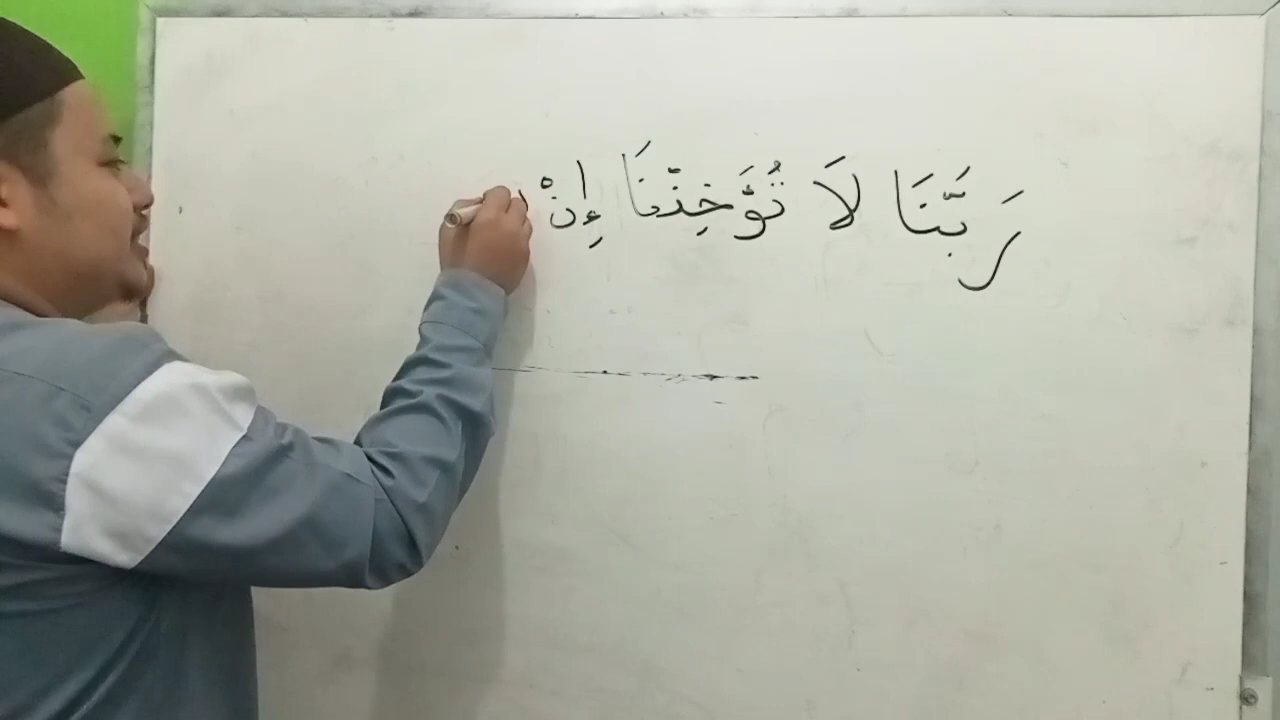 رَبَّنَا لَا تُؤَخِذْنَا إِنْ